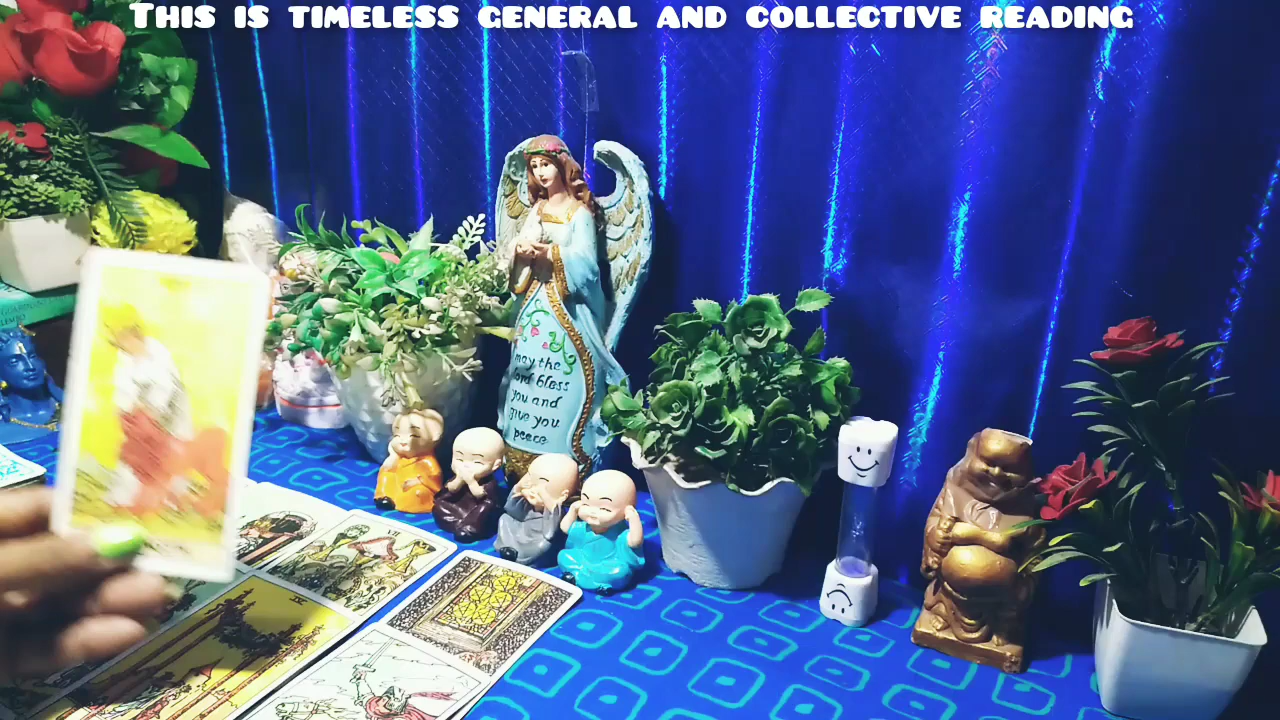 This is timeless general and collective reading
may the
lord bless
you and
give you
peace